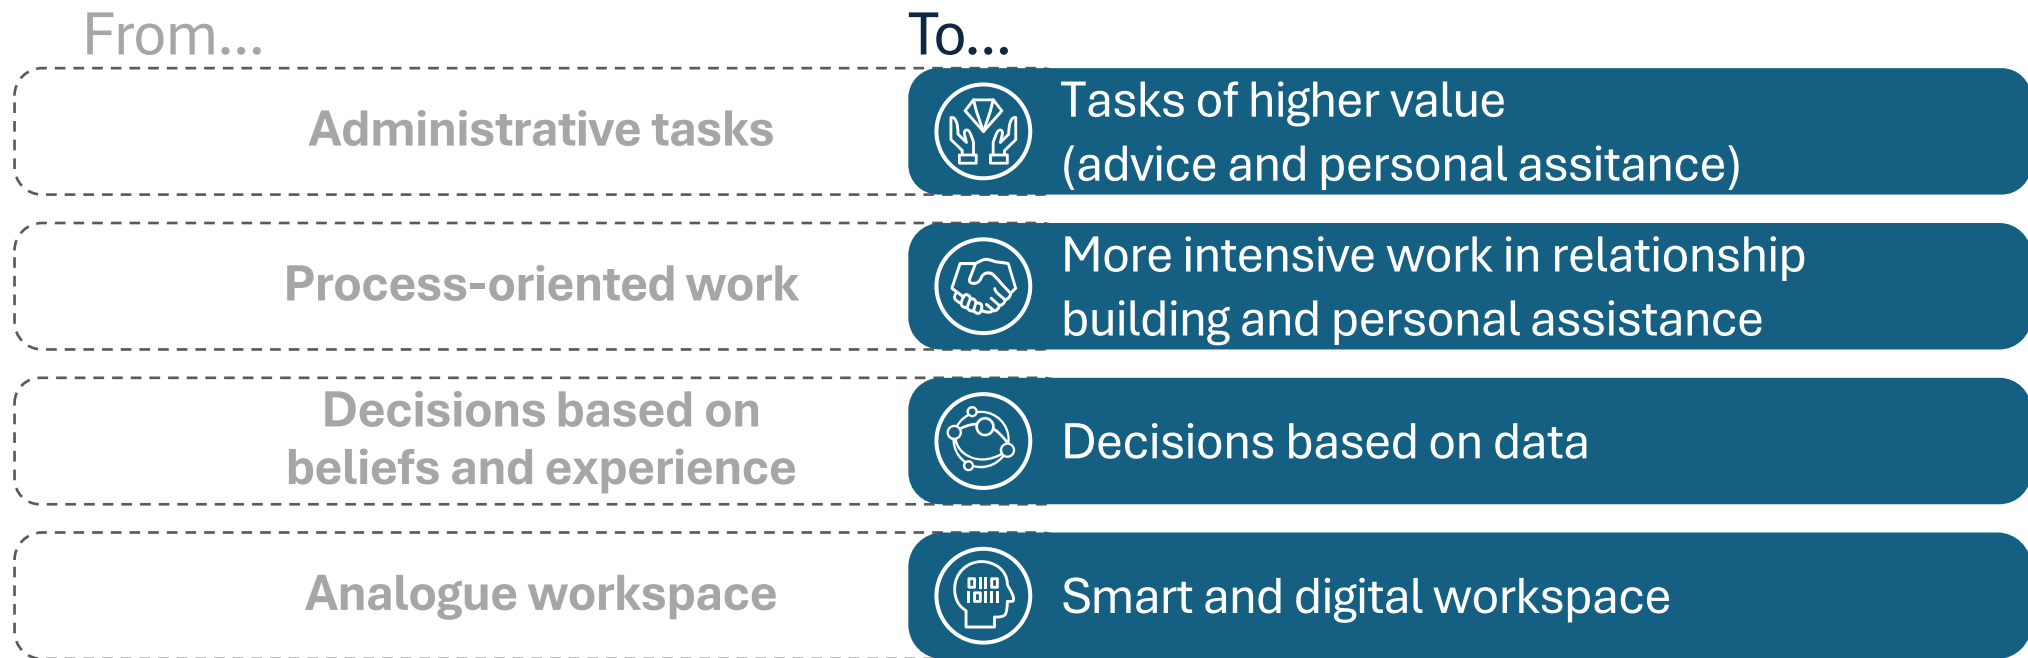 From...
To...
Administrative tasks
Tasks of higher value
(advice and personal assitance)
Process-oriented work
More intensive work in relationship
building and personal assistance
Decisions based on
beliefs and experience
Decisions based on data
Analogue workspace
0110
10111
Smart and digital workspace